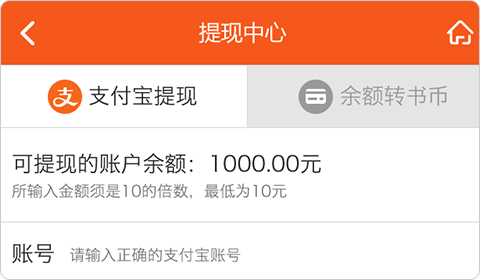 提现中心
支付宝提现
余额转书币
可提现的账户余额：1000.00元
所输入金额须是10的倍数，最低为10元
账号 请输入正确的支付宝账号